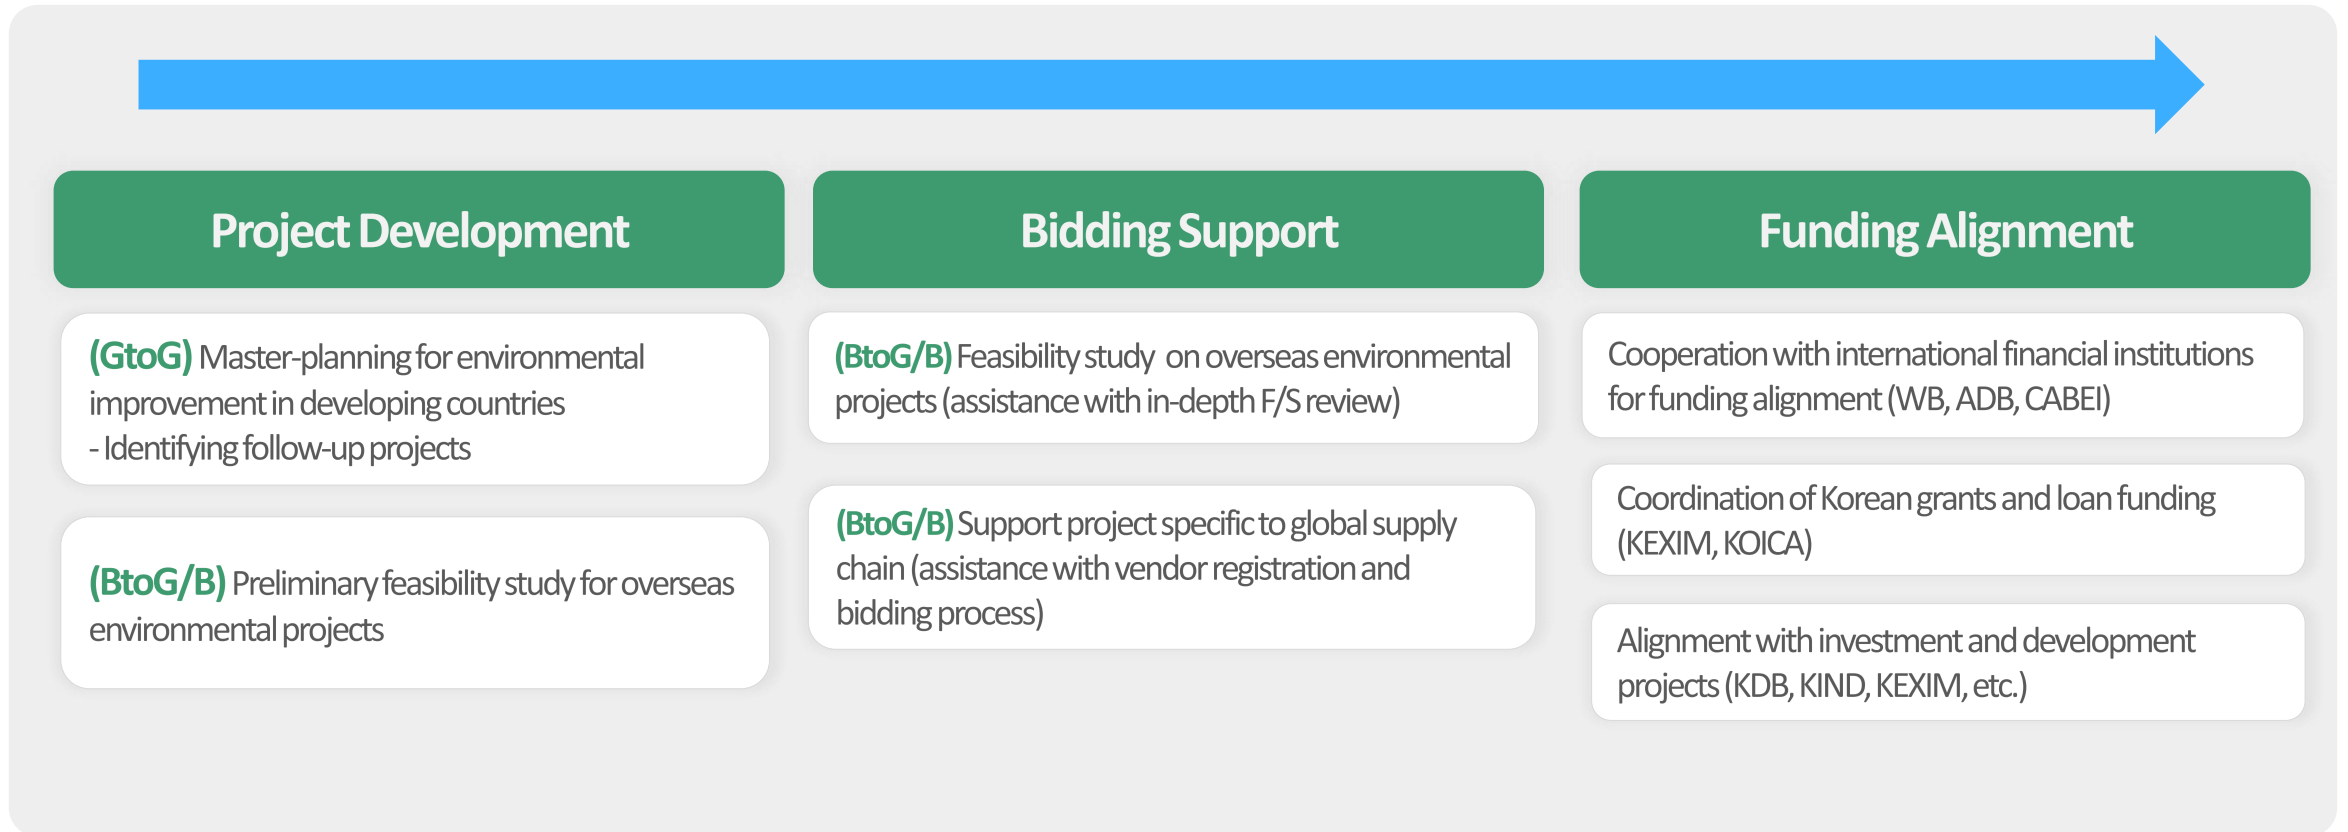 Project Development
(GtoG) Master-planning for environmental
improvement in developing countries
- Identifying follow-up projects
(BtoG/B) Preliminary feasibility study for overseas
environmental projects
Bidding Support
(BtoG/B) Feasibility study on overseas environmental
projects (assistance with in-depth F/S review)
(BtoG/B) Support project specific to global supply
chain (assistance with vendor registration and
bidding process)
Funding Alignment
Cooperation with international financial institutions
for funding alignment (WB, ADB, CABEI)
Coordination of Korean grants and loan funding
(KEXIM, KOICA)
Alignment with investment and development
projects (KDB, KIND, KEXIM, etc.)